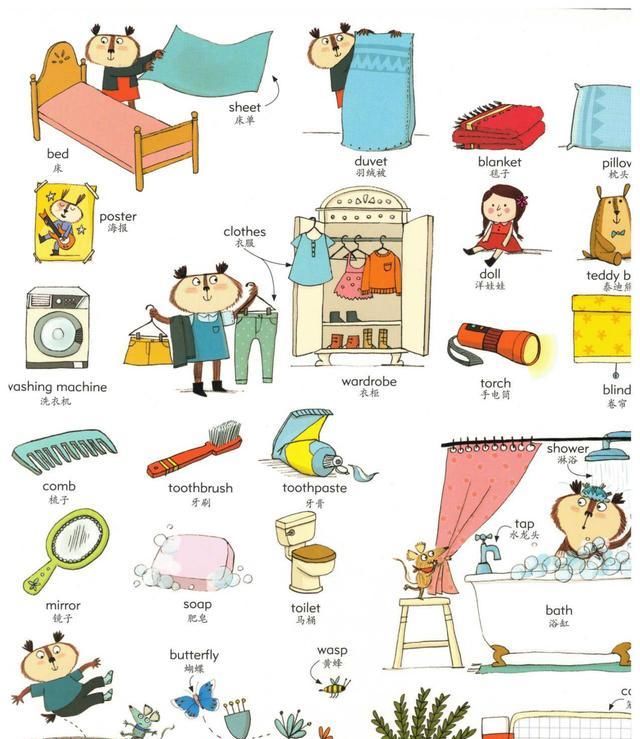 sheet
床单
bed
床
duvet
羽绒被
blanket
毯子
pillow
枕头
poster
海报
clothes
衣服
doll
洋娃娃
teddy b
泰迪熊
washing machine
洗衣机
wardrobe
衣柜
torch
手电筒
blind
卷帘
comb
梳子
toothbrush
牙刷
toothpaste
牙膏
shower
淋浴
tap
水龙头
mirror
镜子
soap
肥皂
toilet
马桶
bath
浴缸
butterfly
蝴蝶
wasp
黄蜂